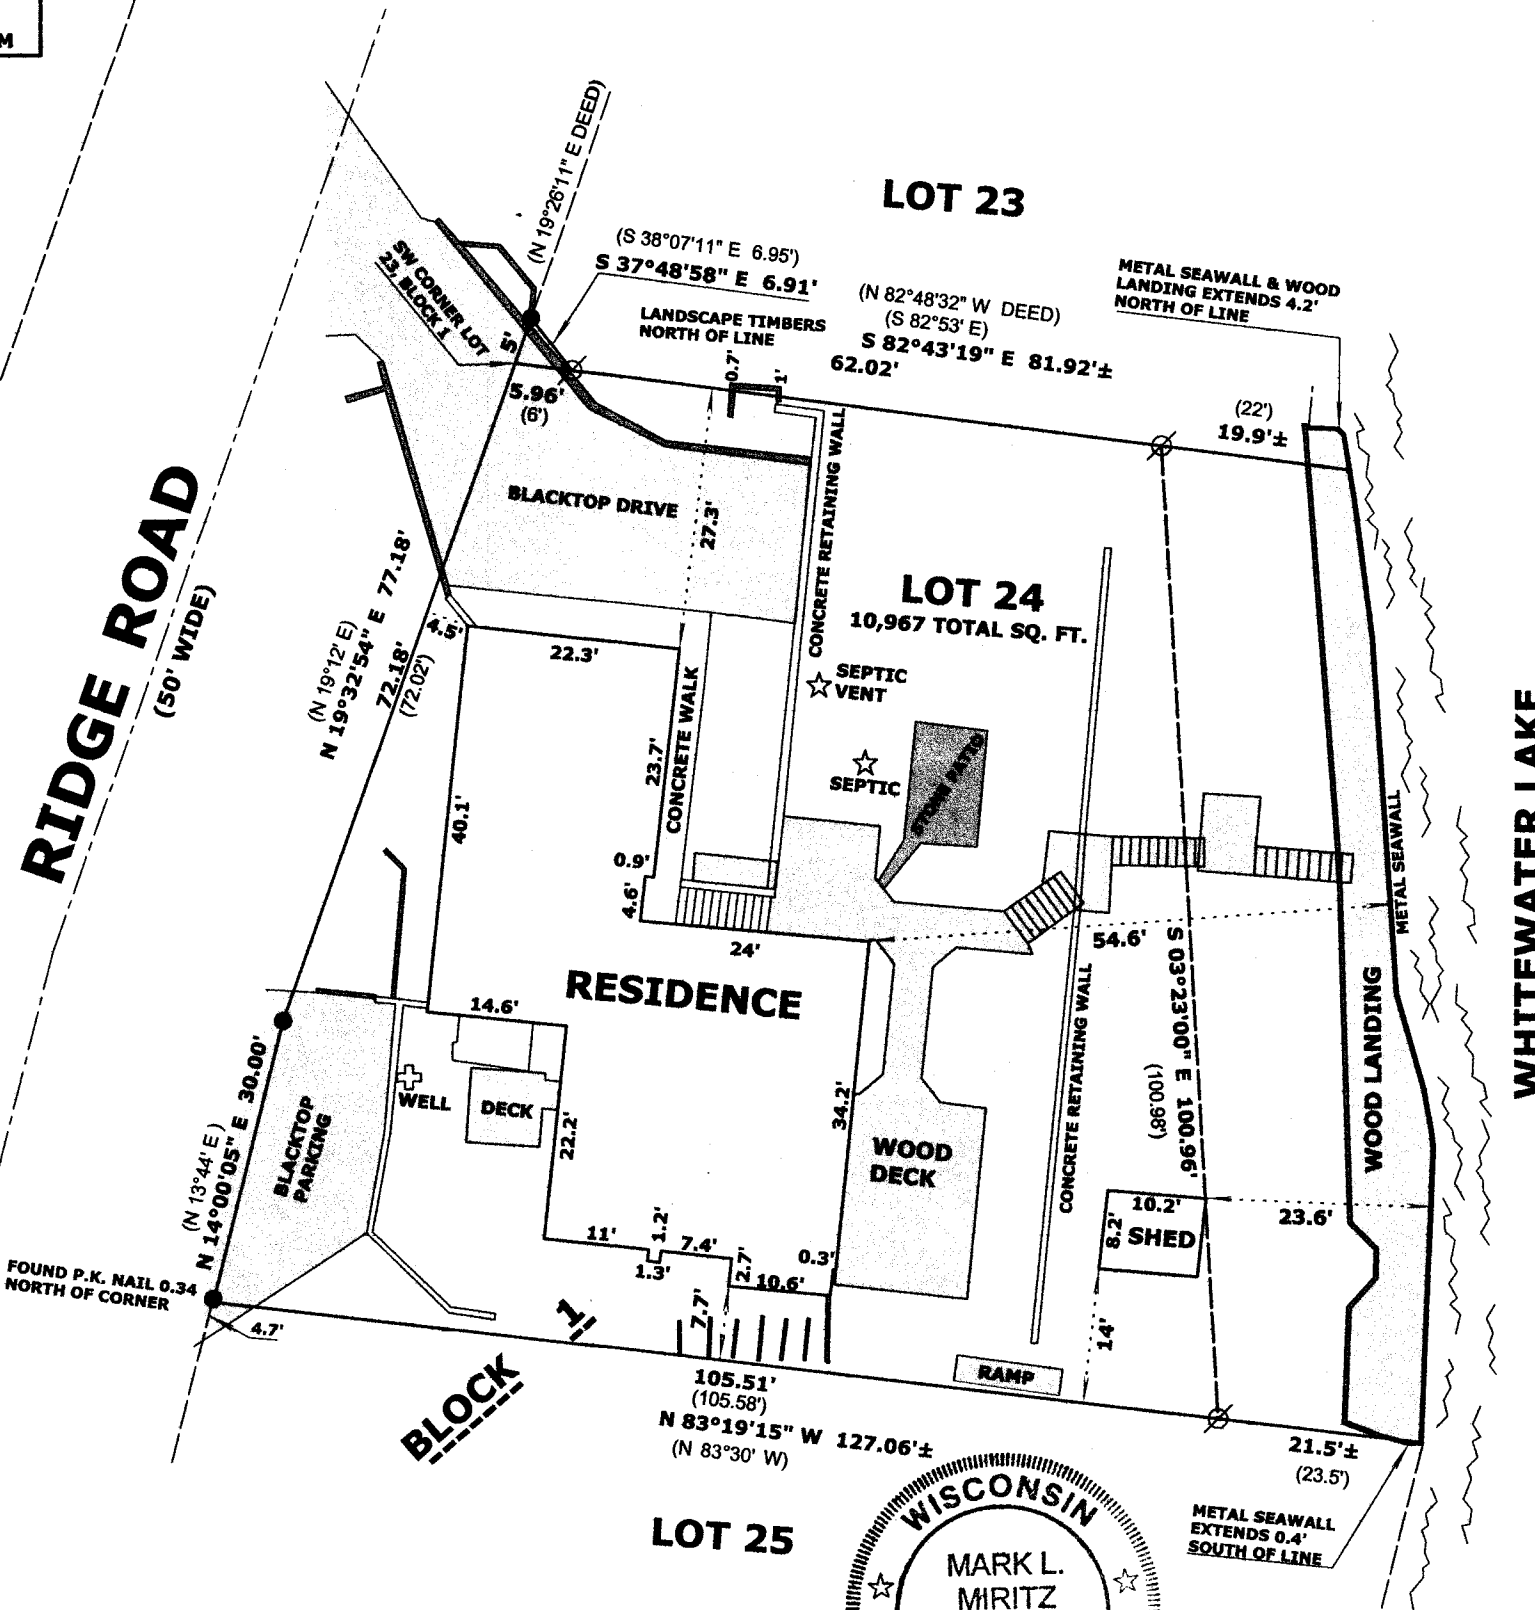 M
LOT 23
(N 19°26'11" E DEED)
(S 38°07'11" E 6.95')
S 37°48'58" E 6.91'
SW CORNER LOT
23, BLOCK 1
5'
LANDSCAPE TIMBERS
NORTH OF LINE
(N 82°48'32" W DEED)
(S 82°53' E)
S 82°43'19" E 81.92'±
62.02'
METAL SEAWALL & WOOD
LANDING EXTENDS 4.2'
NORTH OF LINE
5.96'
(6')
0.7'
1'
(22')
19.9'±
BLACKTOP DRIVE
27.3'
CONCRETE RETAINING WALL
LOT 24
10,967 TOTAL SQ. FT.
RIDGE ROAD
(50' WIDE)
(N 19°12' E)
N 19°32'54" E 77.18'
72.18'
(72.02')
4.5'
22.3'
CONCRETE WALK
23.7'
40.1'
0.9'
4.6'
SEPTIC
VENT
SEPTIC
STONE PATIO
24'
RESIDENCE
54.6'
METAL SEAWALL
WHITEWATER LAKE
S 03°23'00" E 100.96'
(100.98')
WOOD LANDING
CONCRETE RETAINING WALL
14.6'
WELL
DECK
22.2'
34.2'
WOOD
DECK
BLACKTOP
PARKING
(N 13°44' E )
N 14°00'05" E 30.00'
10.2'
8.2'
SHED
23.6'
14'
11'
1.2'
1.3'
7.4'
2.7'
0.3'
10.6'
7.7'
FOUND P.K. NAIL 0.34
NORTH OF CORNER
4.7'
BLOCK 1
RAMP
105.51'
(105.58')
N 83°19'15" W 127.06'±
(N 83°30' W)
21.5'±
(23.5')
METAL SEAWALL
EXTENDS 0.4'
SOUTH OF LINE
LOT 25
WISCONSIN
MARK L.
MIRITZ